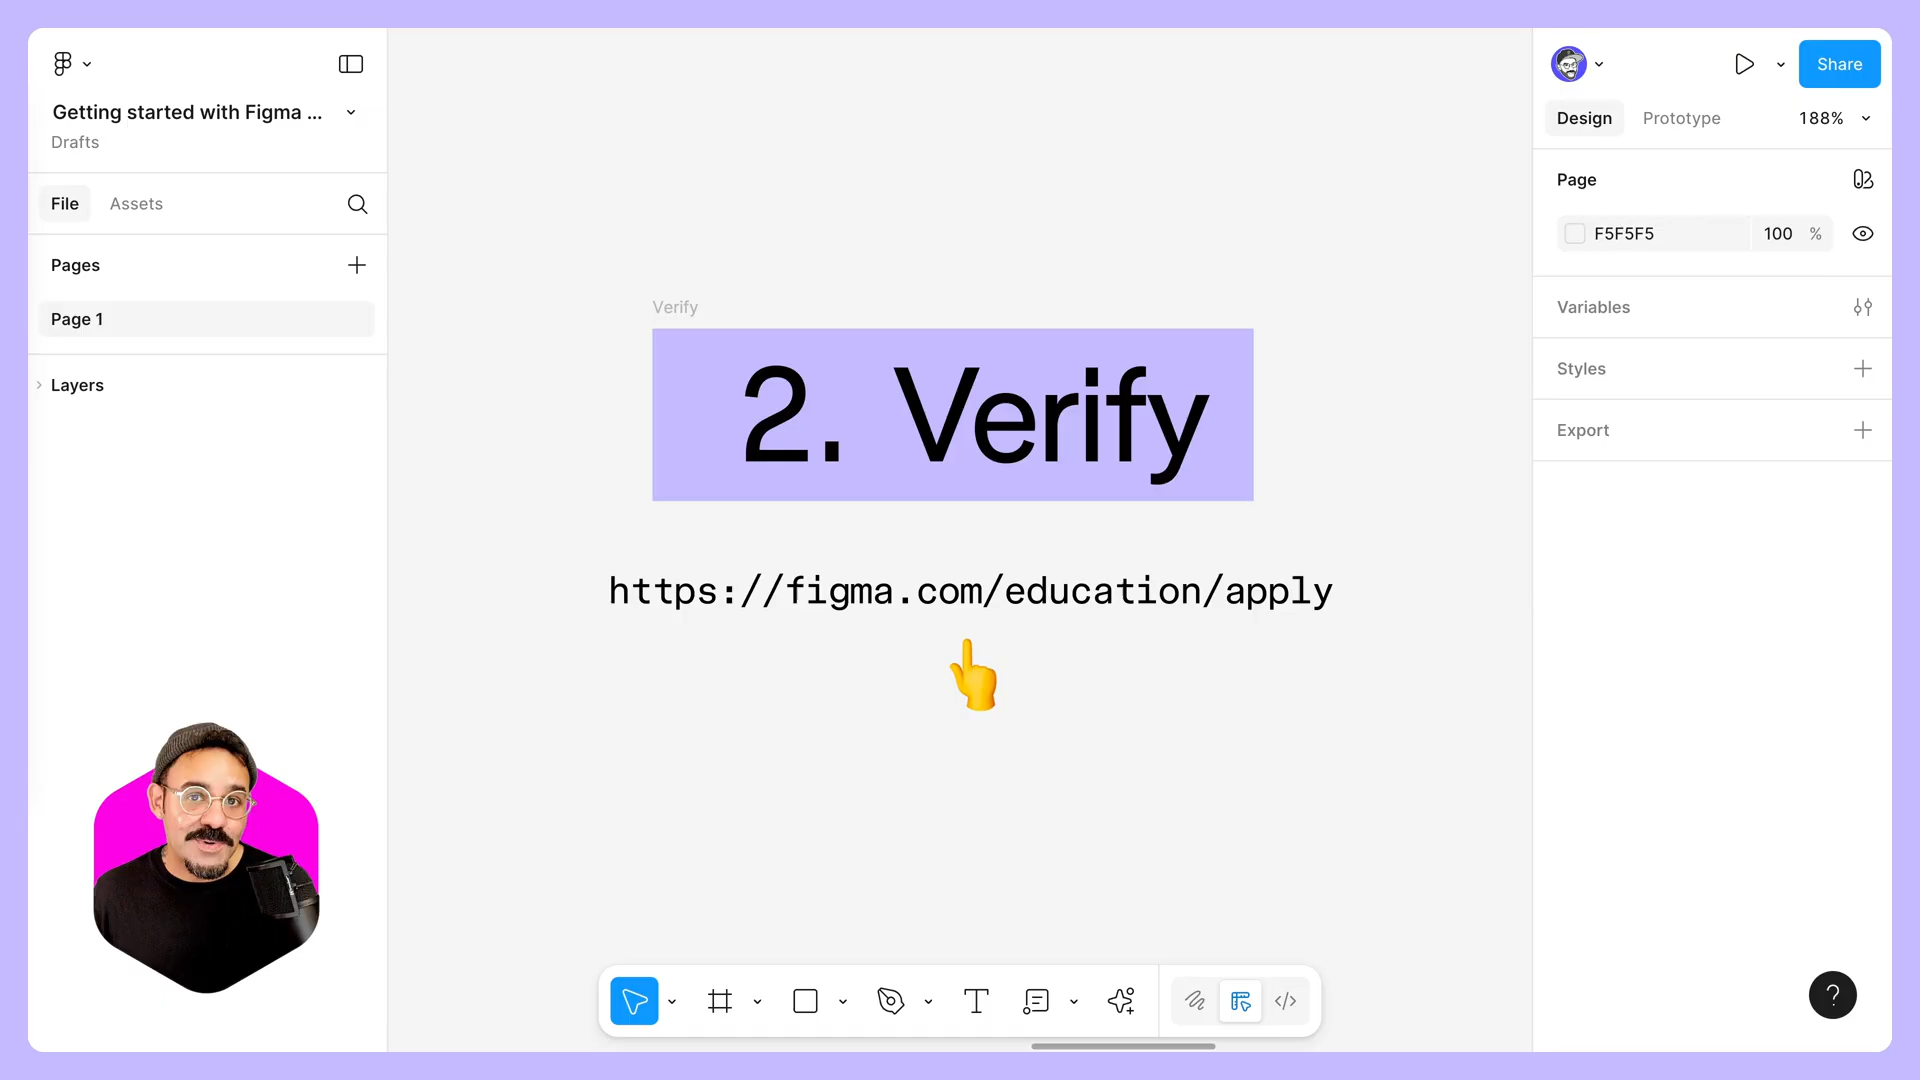 Getting started with Figma ...
Drafts
File
Assets
Pages
Page 1
Layers
Verify
2. Verify
https://figma.com/education/apply
Share
Design
Prototype
188%
Page
F5F5F5
100
%
Variables
Styles
Export
?